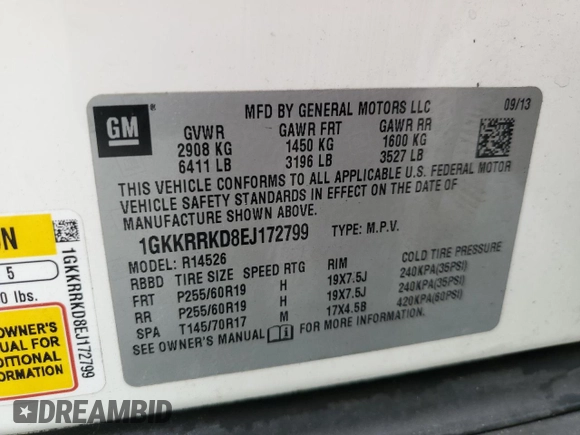 MFD BY GENERAL MOTORS LLC 09/13
GM
GVWR GAWR FRT GAWR RR
2908 KG 1450 KG 1600 KG
6411 LB 3196 LB 3527 LB
THIS VEHICLE CONFORMS TO ALL APPLICABLE U.S. FEDERAL MOTOR
VEHICLE SAFETY STANDARDS IN EFFECT ON THE DATE OF
MANUFACTURE SHOWN ABOVE.
1GKKRRKD8EJ172799 TYPE: M.P.V.
MODEL: R14526
RBBD TIRE SIZE SPEED RTG RIM COLD TIRE PRESSURE
FRT P255/60R19 H 19X7.5J 240KPA(35PSI)
RR P255/60R19 H 19X7.5J 240KPA(35PSI)
SPA T145/70R17 M 17X4.5B 420KPA(60PSI)
SEE OWNER'S MANUAL FOR MORE INFORMATION.
ON
5
0 lbs.
OWNER'S
NUAL FOR
DITIONAL
ORMATION
1GKKRRKD8EJ172799
DREAMBID